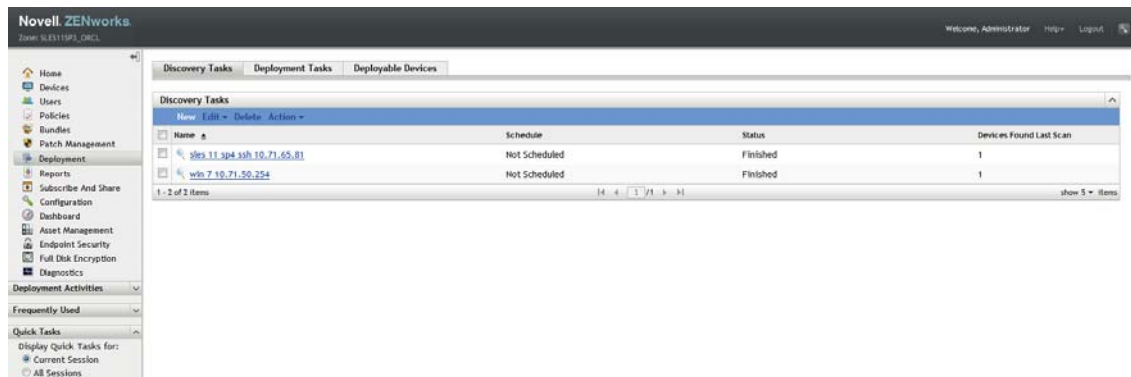 Novell. ZENworks.
Zone: SLES11SP3_ORCL
Welcome, Administrator Help Logout
Home
Devices
Users
Policies
Bundles
Patch Management
Deployment
Reports
Subscribe And Share
Configuration
Dashboard
Asset Management
Endpoint Security
Full Disk Encryption
Diagnostics
Deployment Activities
Frequently Used
Quick Tasks
Display Quick Tasks for:
Current Session
All Sessions
Discovery Tasks Deployment Tasks Deployable Devices
Discovery Tasks
New Edit Delete Action
Name Schedule Status Devices Found Last Scan
sles 11 sp4 ssh 10.71.65.81 Not Scheduled Finished 1
win 7 10.71.50.254 Not Scheduled Finished 1
1 - 2 of 2 items 1 /1 show 5 items